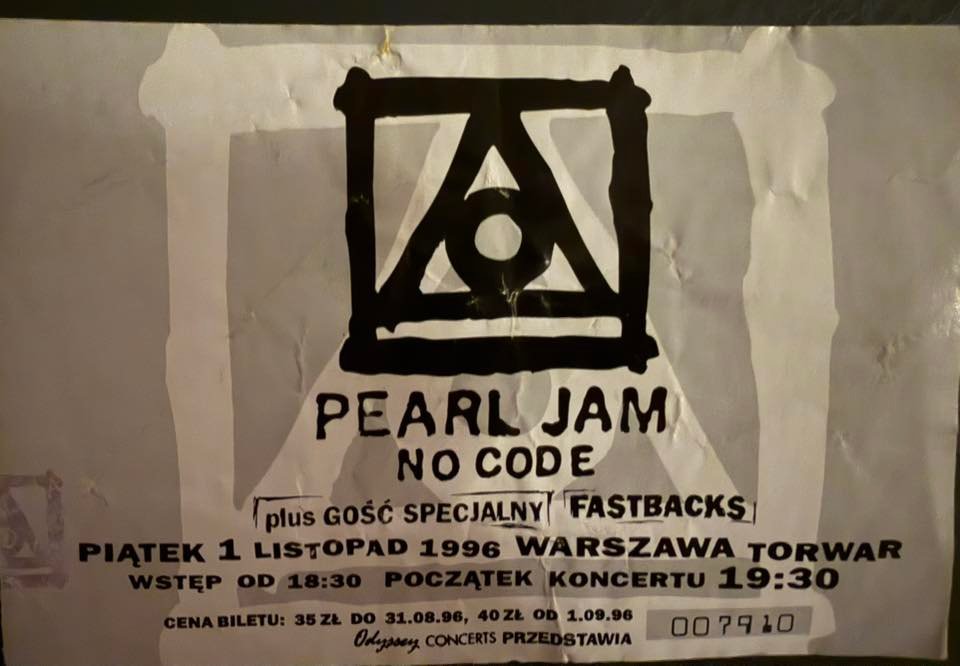 PEARL JAM
NO CODE
plus GOŚĆ SPECJALNY FASTBACKS
PIĄTEK 1 LISTOPAD 1996 WARSZAWA TORWAR
WSTĘP OD 18:30 POCZĄTEK KONCERTU 19:30
CENA BILETU: 35 ZŁ DO 31.08.96, 40 ZŁ OD 1.09.96
007910
Odyssey CONCERTS PRZEDSTAWIA